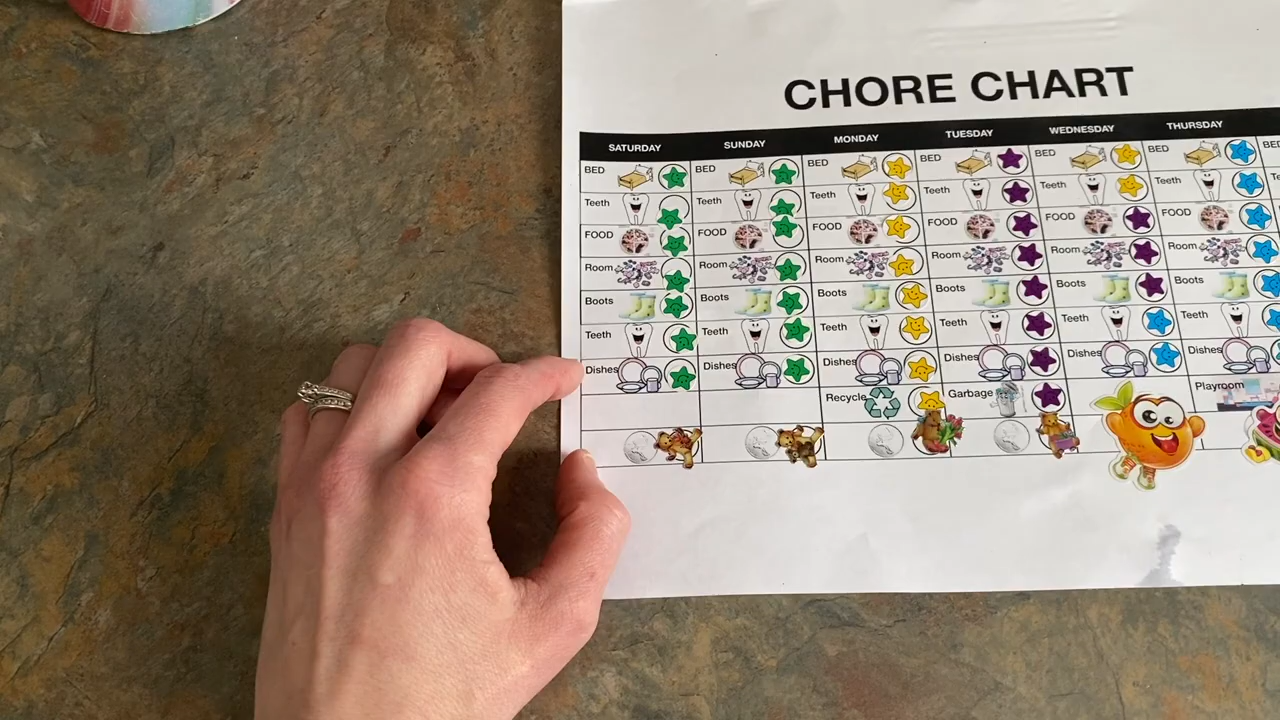 CHORE CHART
SATURDAY SUNDAY MONDAY TUESDAY WEDNESDAY THURSDAY
BED BED BED BED BED BED BED
Teeth Teeth Teeth Teeth Teeth Teeth
FOOD FOOD FOOD FOOD FOOD FOOD
Room Room Room Room Room Room
Boots Boots Boots Boots Boots Boots
Teeth Teeth Teeth Teeth Teeth Teeth
Dishes Dishes Dishes Dishes Dishes Dishes
Recycle Garbage Playroom